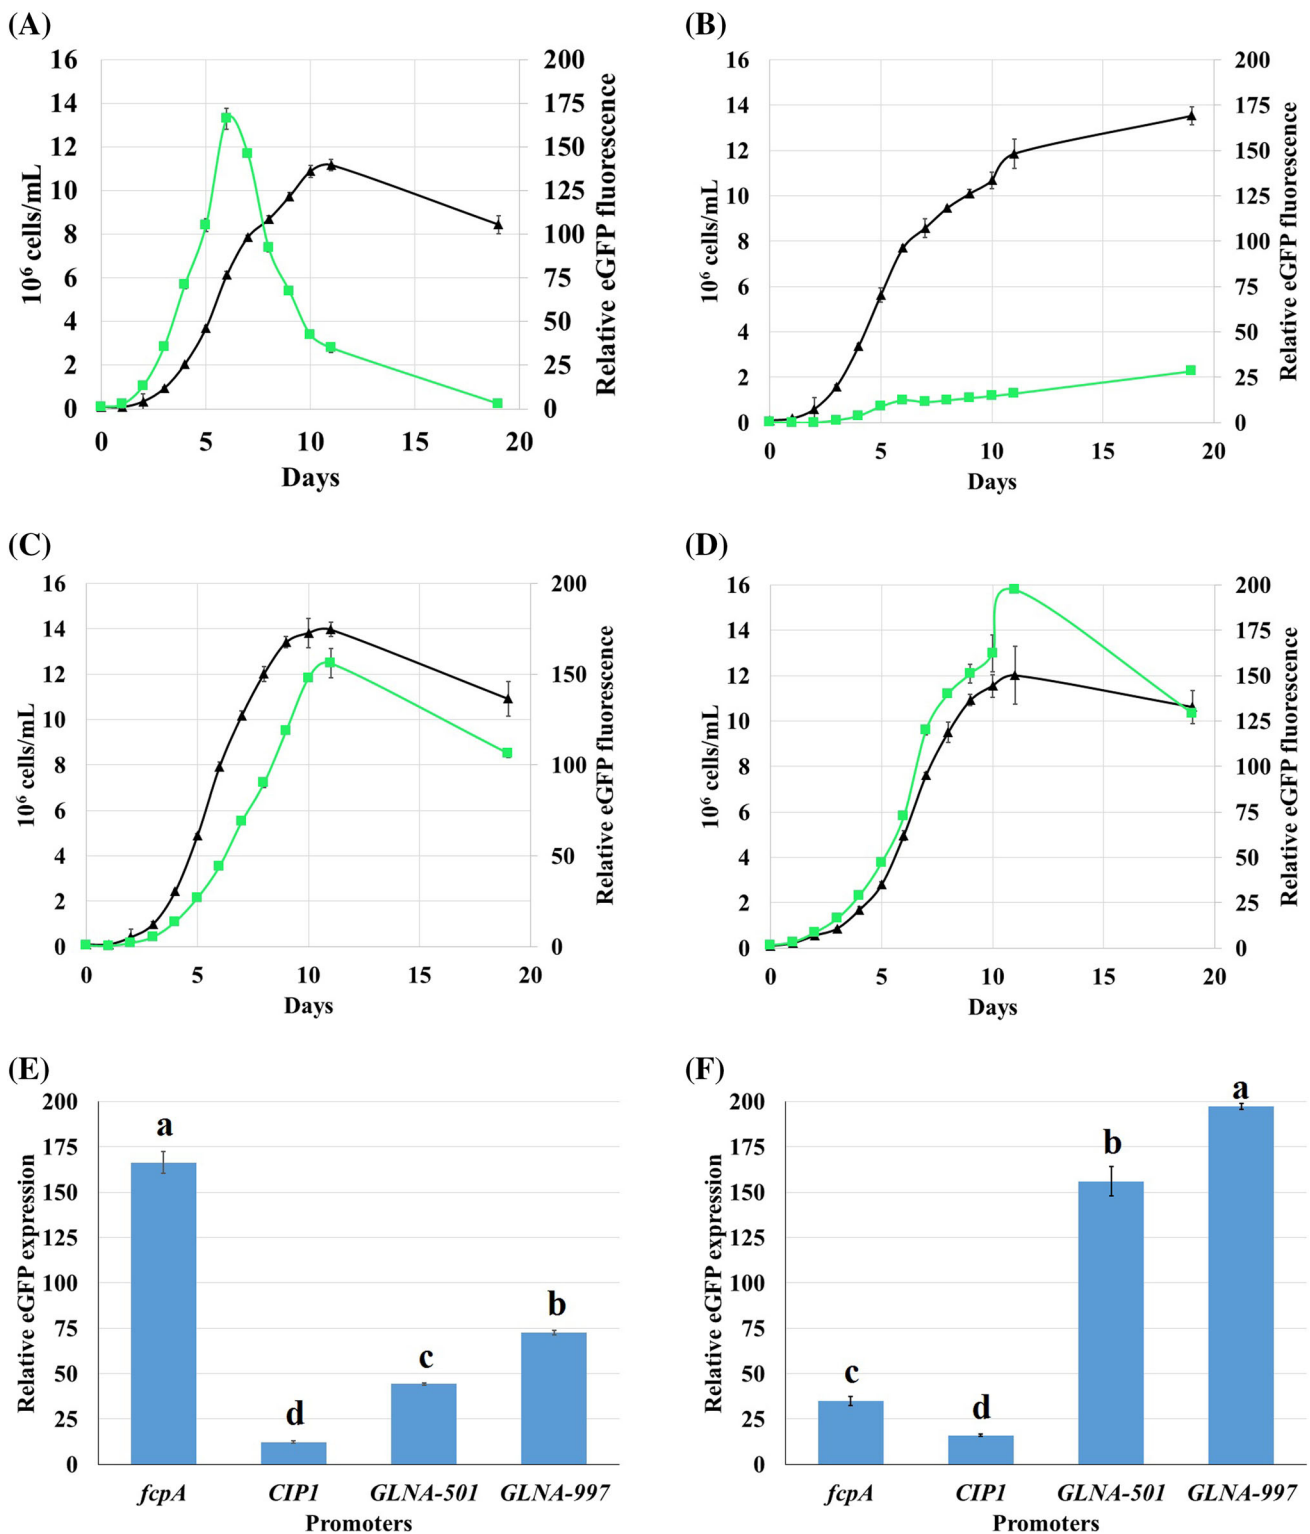 (A)
16
14
12
10
8
6
4
2
0
10⁶ cells/mL
200
175
150
125
100
75
50
25
0
Relative eGFP fluorescence
0 5 10 15 20
Days
(B)
16
14
12
10
8
6
4
2
0
10⁶ cells/mL
200
175
150
125
100
75
50
25
0
Relative eGFP fluorescence
0 5 10 15 20
Days
(C)
16
14
12
10
8
6
4
2
0
10⁶ cells/mL
200
150
100
50
0
Relative eGFP fluorescence
0 5 10 15 20
Days
(D)
16
14
12
10
8
6
4
2
0
10⁶ cells/mL
200
175
150
125
100
75
50
25
0
Relative eGFP fluorescence
0 5 10 15 20
Days
(E)
200
175
150
125
100
75
50
25
0
Relative eGFP expression
a
d
c
b
fcpA CIP1 GLNA-501 GLNA-997
Promoters
(F)
200
175
150
125
100
75
50
25
0
Relative eGFP expression
c
d
b
a
fcpA CIP1 GLNA-501 GLNA-997
Promoters